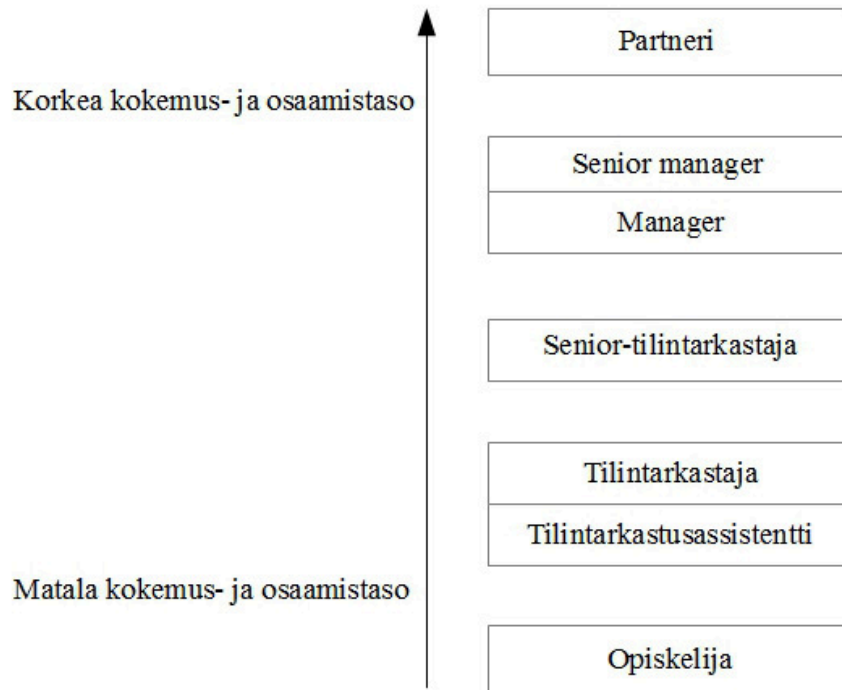 Partneri
Korkea kokemus- ja osaamistaso
Senior manager
Manager
Senior-tilintarkastaja
Tilintarkastaja
Tilintarkastusassistentti
Matala kokemus- ja osaamistaso
Opiskelija